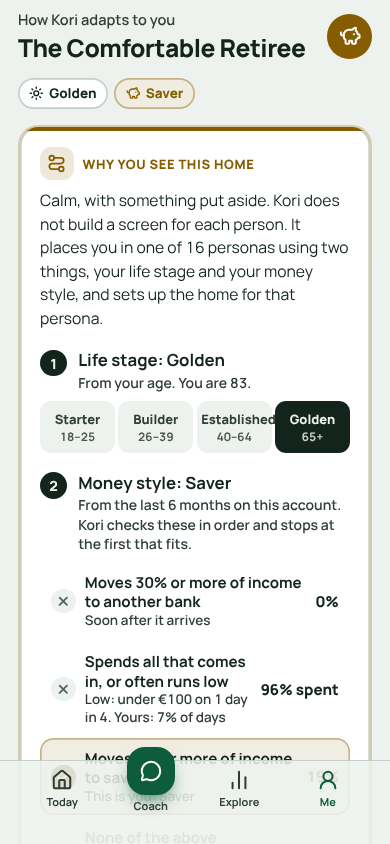 How Kori adapts to you
The Comfortable Retiree
Golden
Saver
WHY YOU SEE THIS HOME
Calm, with something put aside. Kori does
not build a screen for each person. It
places you in one of 16 personas using two
things, your life stage and your money
style, and sets up the home for that
persona.
1 Life stage: Golden
From your age. You are 83.
Starter
18–25
Builder
26–39
Established
40–64
Golden
65+
2 Money style: Saver
From the last 6 months on this account.
Kori checks these in order and stops at
the first that fits.
Moves 30% or more of income
to another bank
0%
Soon after it arrives
Spends all that comes
in, or often runs low
96% spent
Low: under €100 on 1 day
in 4. Yours: 7% of days
more of income
to
This is your Saver
None of the above
Today
Coach
Explore
Me